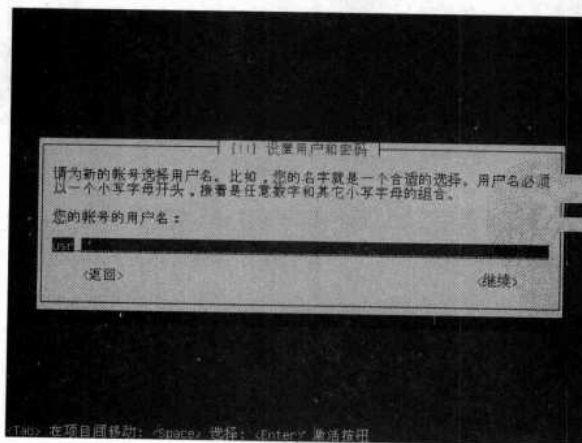 [!!] 设置用户和密码
请为新的帐号选择用户名。比如，您的名字就是一个合适的选择。用户名必须
以一个小写字母开头，接着是任意数字和其它小写字母的组合。
您的帐号的用户名：
usr
<返回> <继续>
<Tab> 在项目间移动; <Space> 选择; <Enter> 激活按钮